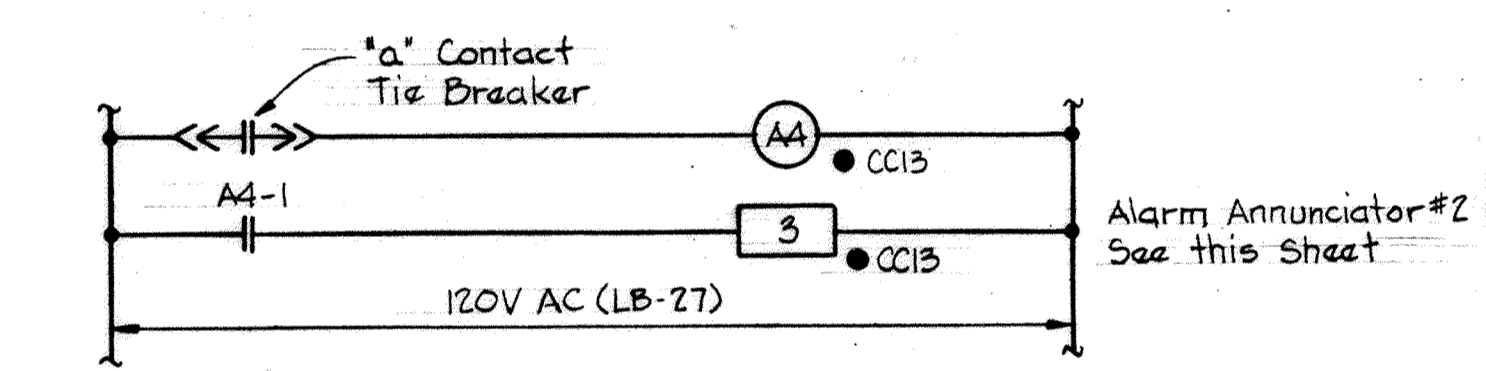 "a" Contact
Tie Breaker
A4
CC13
A4-1
3
CC13
Alarm Annunciator #2
See this Sheet
120V AC (LB-27)